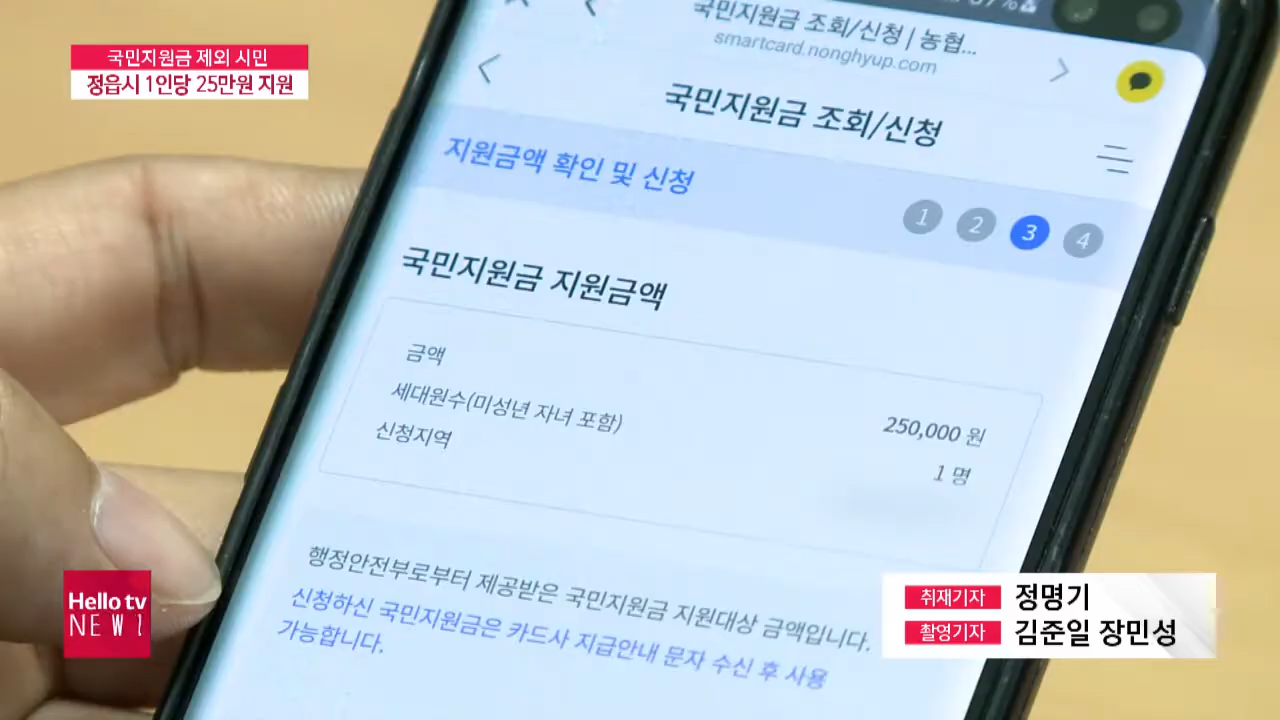 국민지원금 제외 시민
정읍시 1인당 25만원 지원
국민지원금 조회/신청 | 농협...
smartcard.nonghyup.com
국민지원금 조회/신청
지원금액 확인 및 신청
1 2 3 4
국민지원금 지원금액
금액
250,000 원
세대원수(미성년 자녀 포함)
1 명
신청지역
행정안전부로부터 제공받은 국민지원금 지원대상 금액입니다.
신청하신 국민지원금은 카드사 지급안내 문자 수신 후 사용
가능합니다.
Hello tv
NEW
취재기자 정명기
촬영기자 김준일 장민성